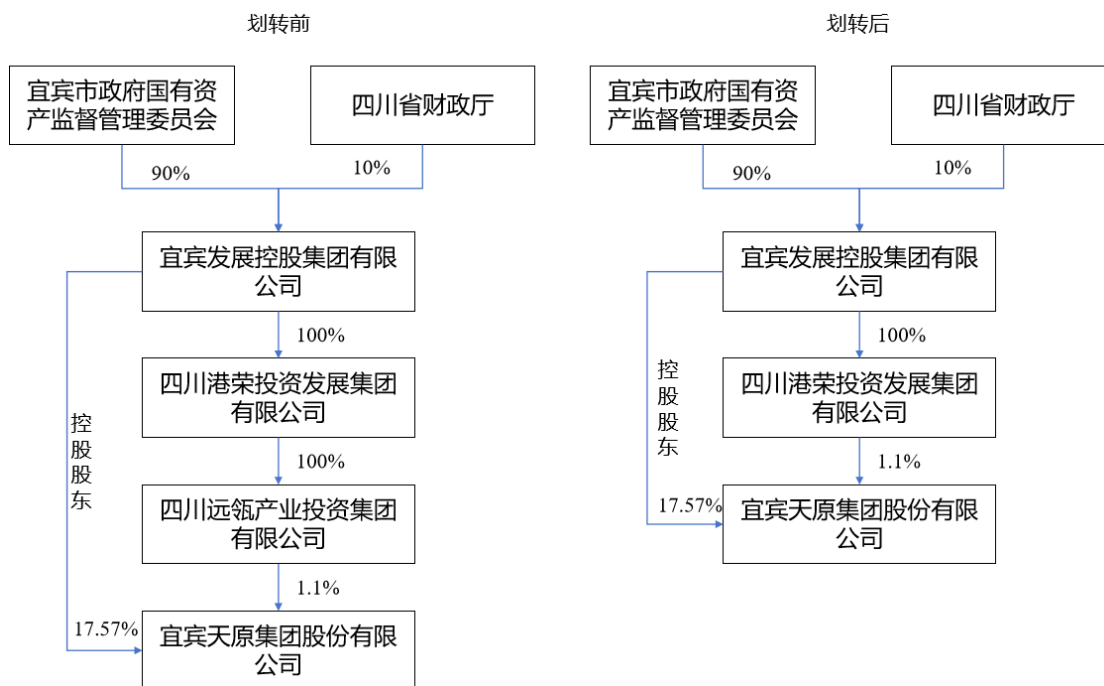 划转前
宜宾市政府国有资
产监督管理委员会
四川省财政厅
90%
10%
宜宾发展控股集团有限
公司
100%
四川港荣投资发展集团
有限公司
控股股东
100%
四川远瓴产业投资集团
有限公司
1.1%
17.57%
宜宾天原集团股份有限
公司
划转后
宜宾市政府国有资
产监督管理委员会
四川省财政厅
90%
10%
宜宾发展控股集团有限
公司
100%
控股股东
四川港荣投资发展集团
有限公司
1.1%
17.57%
宜宾天原集团股份有限
公司